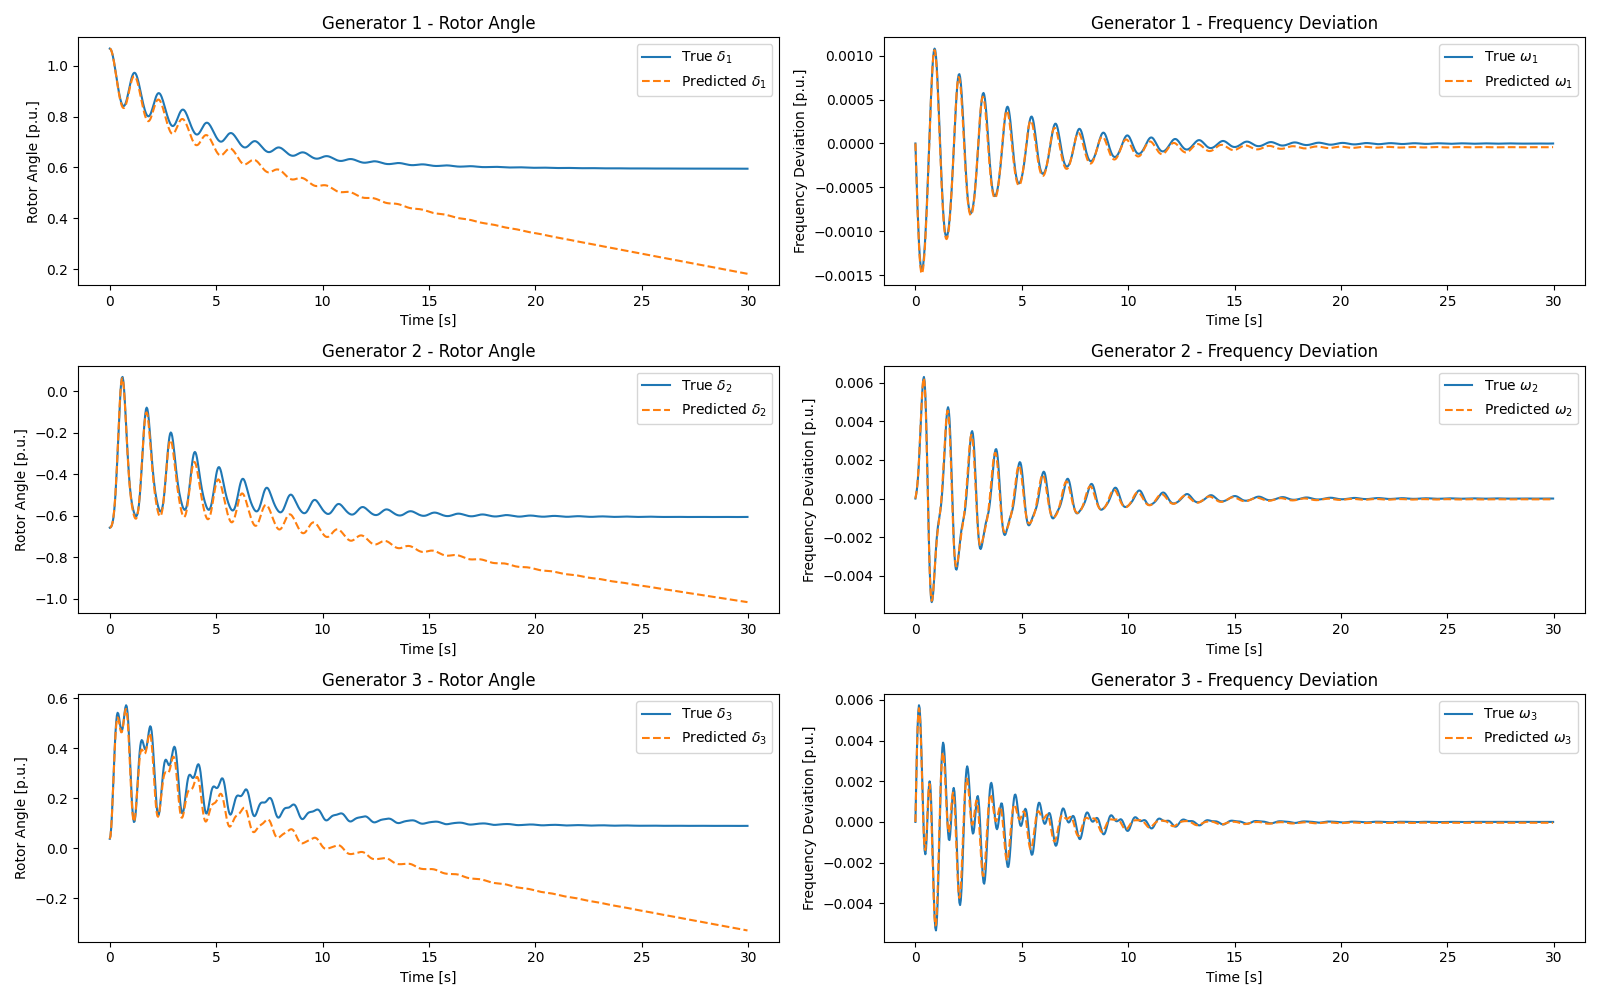 Generator 1 - Rotor Angle
Rotor Angle [p.u.]
1.0
0.8
0.6
0.4
0.2
True δ₁
Predicted δ₁
0 5 10 15 20 25 30
Time [s]
Generator 1 - Frequency Deviation
Frequency Deviation [p.u.]
0.0010
0.0005
0.0000
−0.0005
−0.0010
−0.0015
True ω₁
Predicted ω₁
0 5 10 15 20 25 30
Time [s]
Generator 2 - Rotor Angle
Rotor Angle [p.u.]
0.0
−0.2
−0.4
−0.6
−0.8
−1.0
True δ₂
Predicted δ₂
0 5 10 15 20 25 30
Time [s]
Generator 2 - Frequency Deviation
Frequency Deviation [p.u.]
0.006
0.004
0.002
0.000
−0.002
−0.004
True ω₂
Predicted ω₂
0 5 10 15 20 25 30
Time [s]
Generator 3 - Rotor Angle
Rotor Angle [p.u.]
0.6
0.4
0.2
0.0
−0.2
True δ₃
Predicted δ₃
0 5 10 15 20 25 30
Time [s]
Generator 3 - Frequency Deviation
Frequency Deviation [p.u.]
0.006
0.004
0.002
0.000
−0.002
−0.004
True ω₃
Predicted ω₃
0 5 10 15 20 25 30
Time [s]